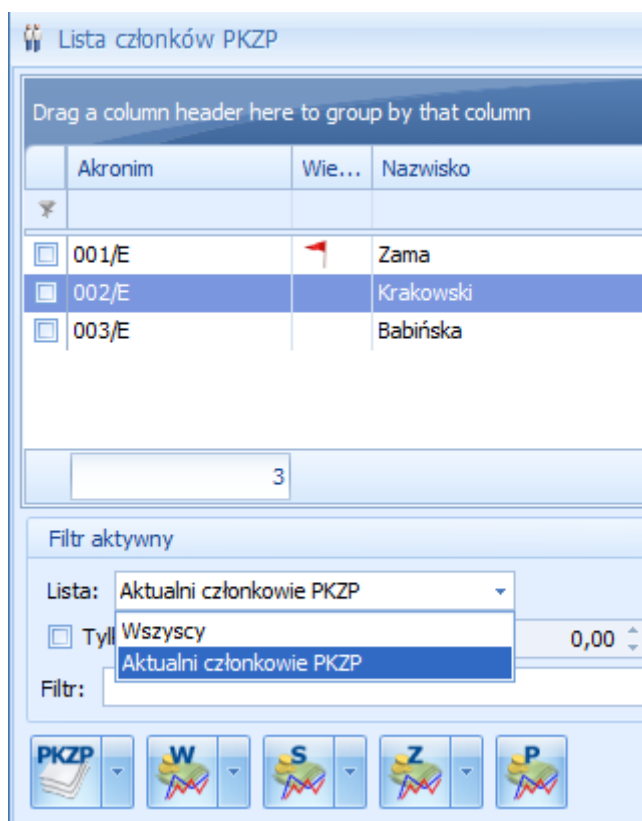 Lista członków PKZP
Drag a column header here to group by that column
Akronim Wie... Nazwisko
001/E Zama
002/E Krakowski
003/E Babińska
3
Filtr aktywny
Lista: Aktualni członkowie PKZP
Wszyscy 0,00
Aktualni członkowie PKZP
Filtr:
PKZP W S Z P